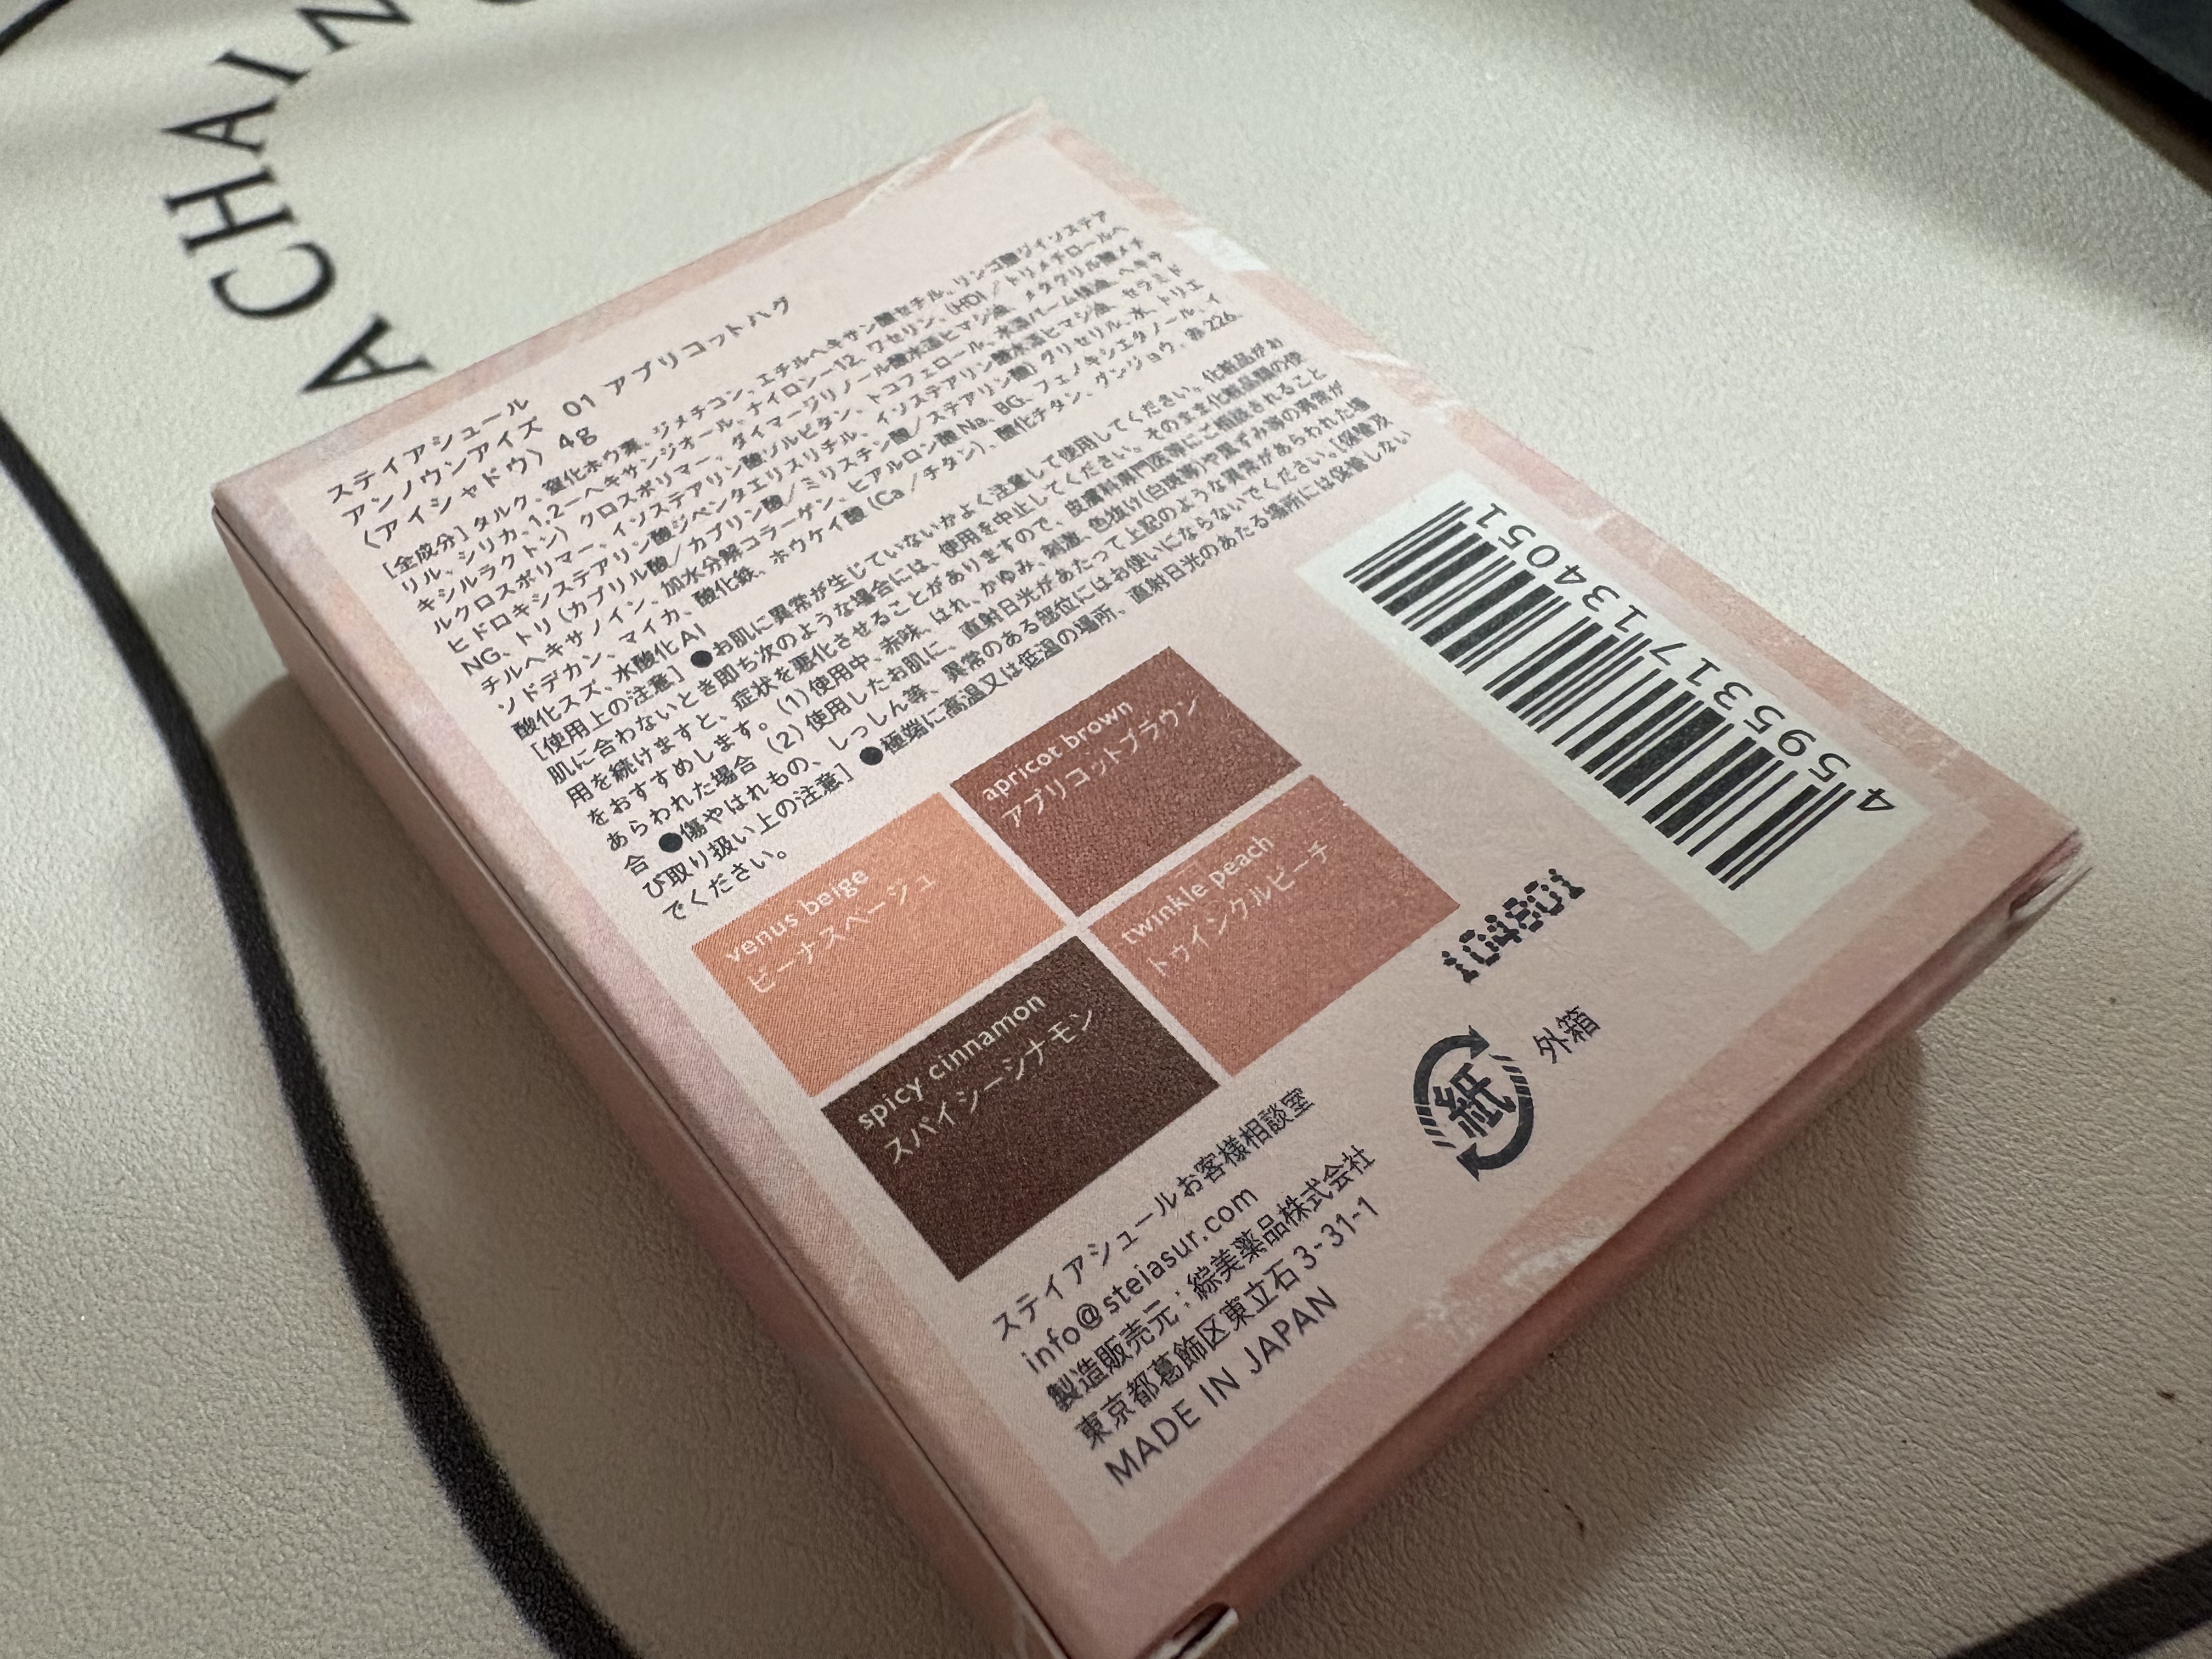 ACHAIN
ステイアシュール
アンノウンアイズ 01 アプリコットハグ
〈アイシャドウ〉 4g
[全成分] タルク、窒化ホウ素、ジメチコン、エチルヘキサン酸セチル、リンゴ酸ジイソステア
リル、シリカ、1,2-ヘキサンジオール、ナイロン-12、ワセリン、(HDI/トリメチロールヘ
キシルラクトン) クロスポリマー、ダイマージリノール酸水添ヒマシ油、メタクリル酸メチ
ルクロスポリマー、イソステアリン酸ソルビタン、トコフェロール、水添パーム核油、ヘキサ
ヒドロキシステアリン酸ジペンタエリスリチル、イソステアリン酸水添ヒマシ油、セラミド
NG、トリ (カプリル酸/カプリン酸/ミリスチン酸/ステアリン酸) グリセリル、水、トリエ
チルヘキサノイン、加水分解コラーゲン、ヒアルロン酸Na、BG、フェノキシエタノール、イ
ソドデカン、マイカ、酸化鉄、ホウケイ酸 (Ca/チタン)、酸化チタン、グンジョウ、赤226、
酸化スズ、水酸化Al
[使用上の注意] ●お肌に異常が生じていないかよく注意して使用してください。化粧品がお
肌に合わないとき即ち次のような場合には、使用を中止してください。そのまま化粧品類の使
用を続けますと、症状を悪化させることがありますので、皮膚科専門医等にご相談されること
をおすすめします。(1) 使用中、赤味、はれ、かゆみ、刺激、色抜け(白斑等)や黒ずみ等の異常が
あらわれた場合 (2) 使用したお肌に、直射日光があたって上記のような異常があらわれた場
合 ●傷やはれもの、しっしん等、異常のある部位にはお使いにならないでください。[保管及
び取り扱い上の注意] ●極端に高温又は低温の場所、直射日光のあたる場所には保管しない
でください。
venus beige
ビーナスベージュ
apricot brown
アプリコットブラウン
spicy cinnamon
スパイシーシナモン
twinkle peach
トゥインクルピーチ
4595317134051
104801
紙
外箱
ステイアシュールお客様相談室
info@steiasur.com
製造販売元：綜美薬品株式会社
東京都葛飾区東立石3-31-1
MADE IN JAPAN